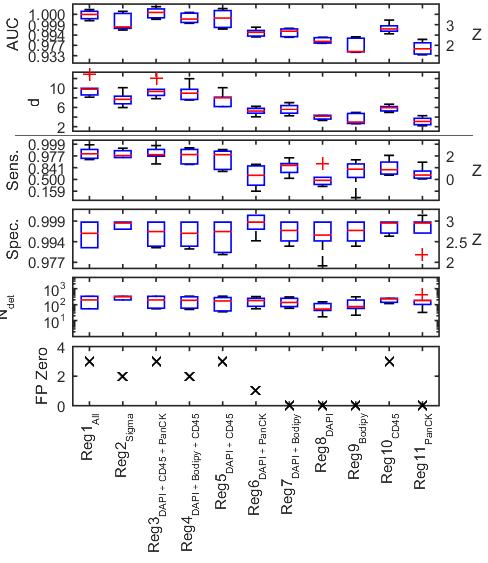 AUC
1.000
0.999
0.994
0.977
0.933
3
2
Z
d
10
6
2
Sens.
0.999
0.977
0.841
0.500
0.159
2
0
Z
Spec.
0.999
0.994
0.977
3
2.5
2
Z
N_del
10^3
10^2
10^1
FP Zero
4
2
0
Reg1_All
Reg2_Sigma
Reg3_DAPI + CD45 + PanCK
Reg4_DAPI + Bodipy + CD45
Reg5_DAPI + CD45
Reg6_DAPI + PanCK
Reg7_DAPI + Bodipy
Reg8_DAPI
Reg9_Bodipy
Reg10_CD45
Reg11_PanCK